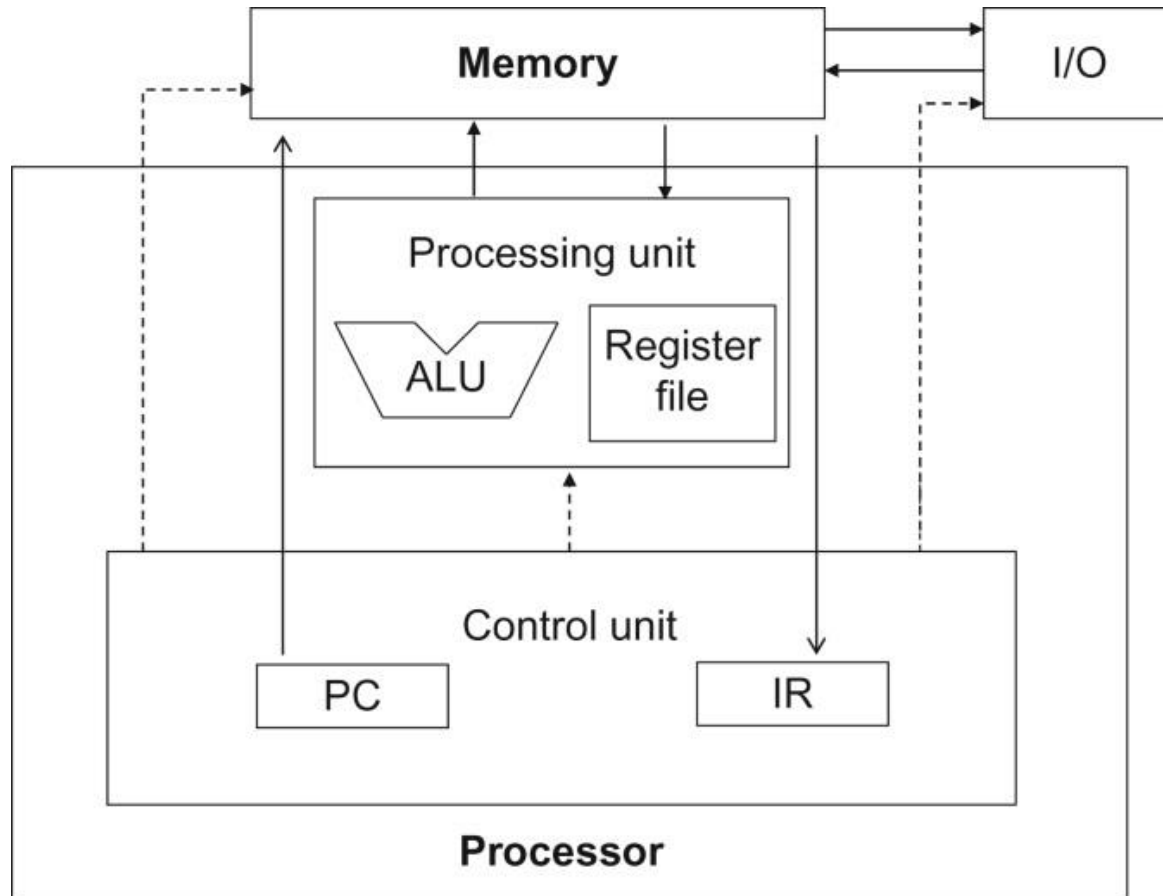 Memory
I/O
Processing unit
ALU
Register
file
Control unit
PC
IR
Processor